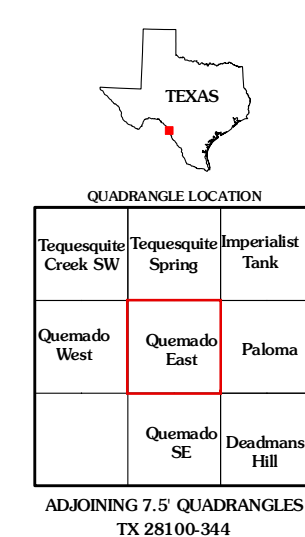 TEXAS
QUADRANGLE LOCATION
Tequesquite Creek SW
Tequesquite Spring
Imperialist Tank
Quemado West
Quemado East
Paloma
Quemado SE
Deadmans Hill
ADJOINING 7.5' QUADRANGLES
TX 28100-344